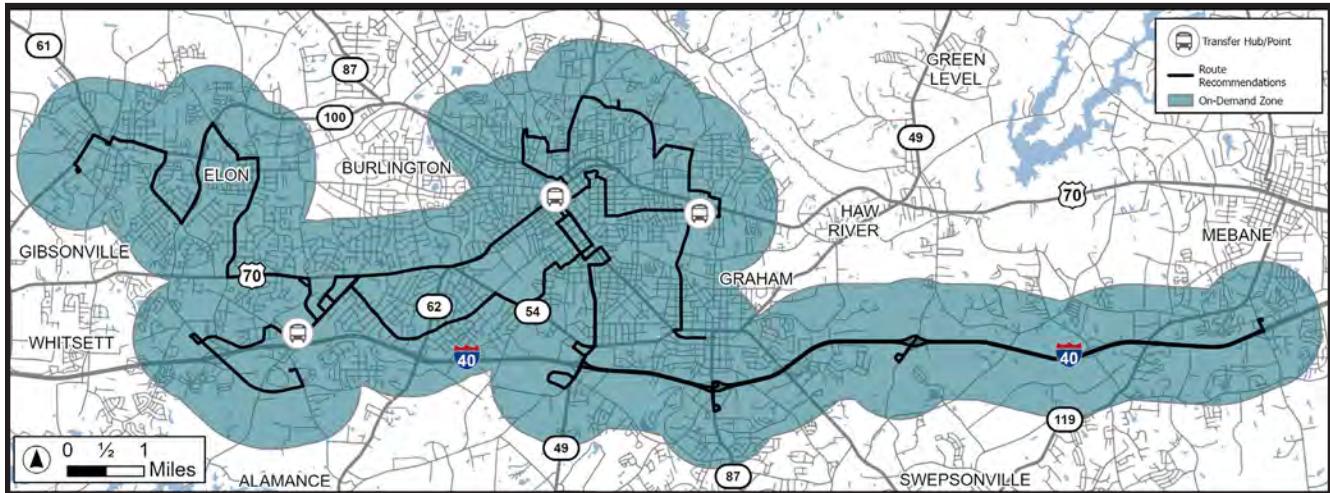 61
87
100
GREEN
LEVEL
Transfer Hub/Point
Route
Recommendations
On-Demand Zone
49
ELON
BURLINGTON
70
HAW
RIVER
MEBANE
GIBSONVILLE
70
GRAHAM
62
54
WHITSETT
40
40
49
119
87
0 ½ 1
Miles
ALAMANCE
SWEPSONVILLE